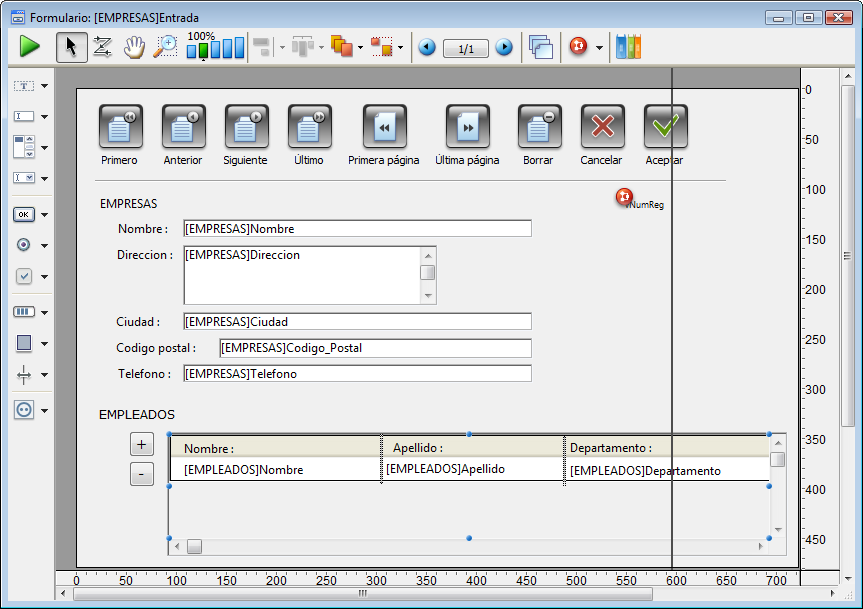 Formulario: [EMPRESAS]Entrada
100%
1/1
Primero Anterior Siguiente Último Primera página Última página Borrar Cancelar Aceptar
EMPRESAS
vNumReg
Nombre : [EMPRESAS]Nombre
Direccion : [EMPRESAS]Direccion
Ciudad : [EMPRESAS]Ciudad
Codigo postal : [EMPRESAS]Codigo_Postal
Telefono : [EMPRESAS]Telefono
EMPLEADOS
+ Nombre : Apellido : Departamento :
- [EMPLEADOS]Nombre [EMPLEADOS]Apellido [EMPLEADOS]Departamento
OK
0
50
100
150
200
250
300
350
400
450
0 50 100 150 200 250 300 350 400 450 500 550 600 650 700